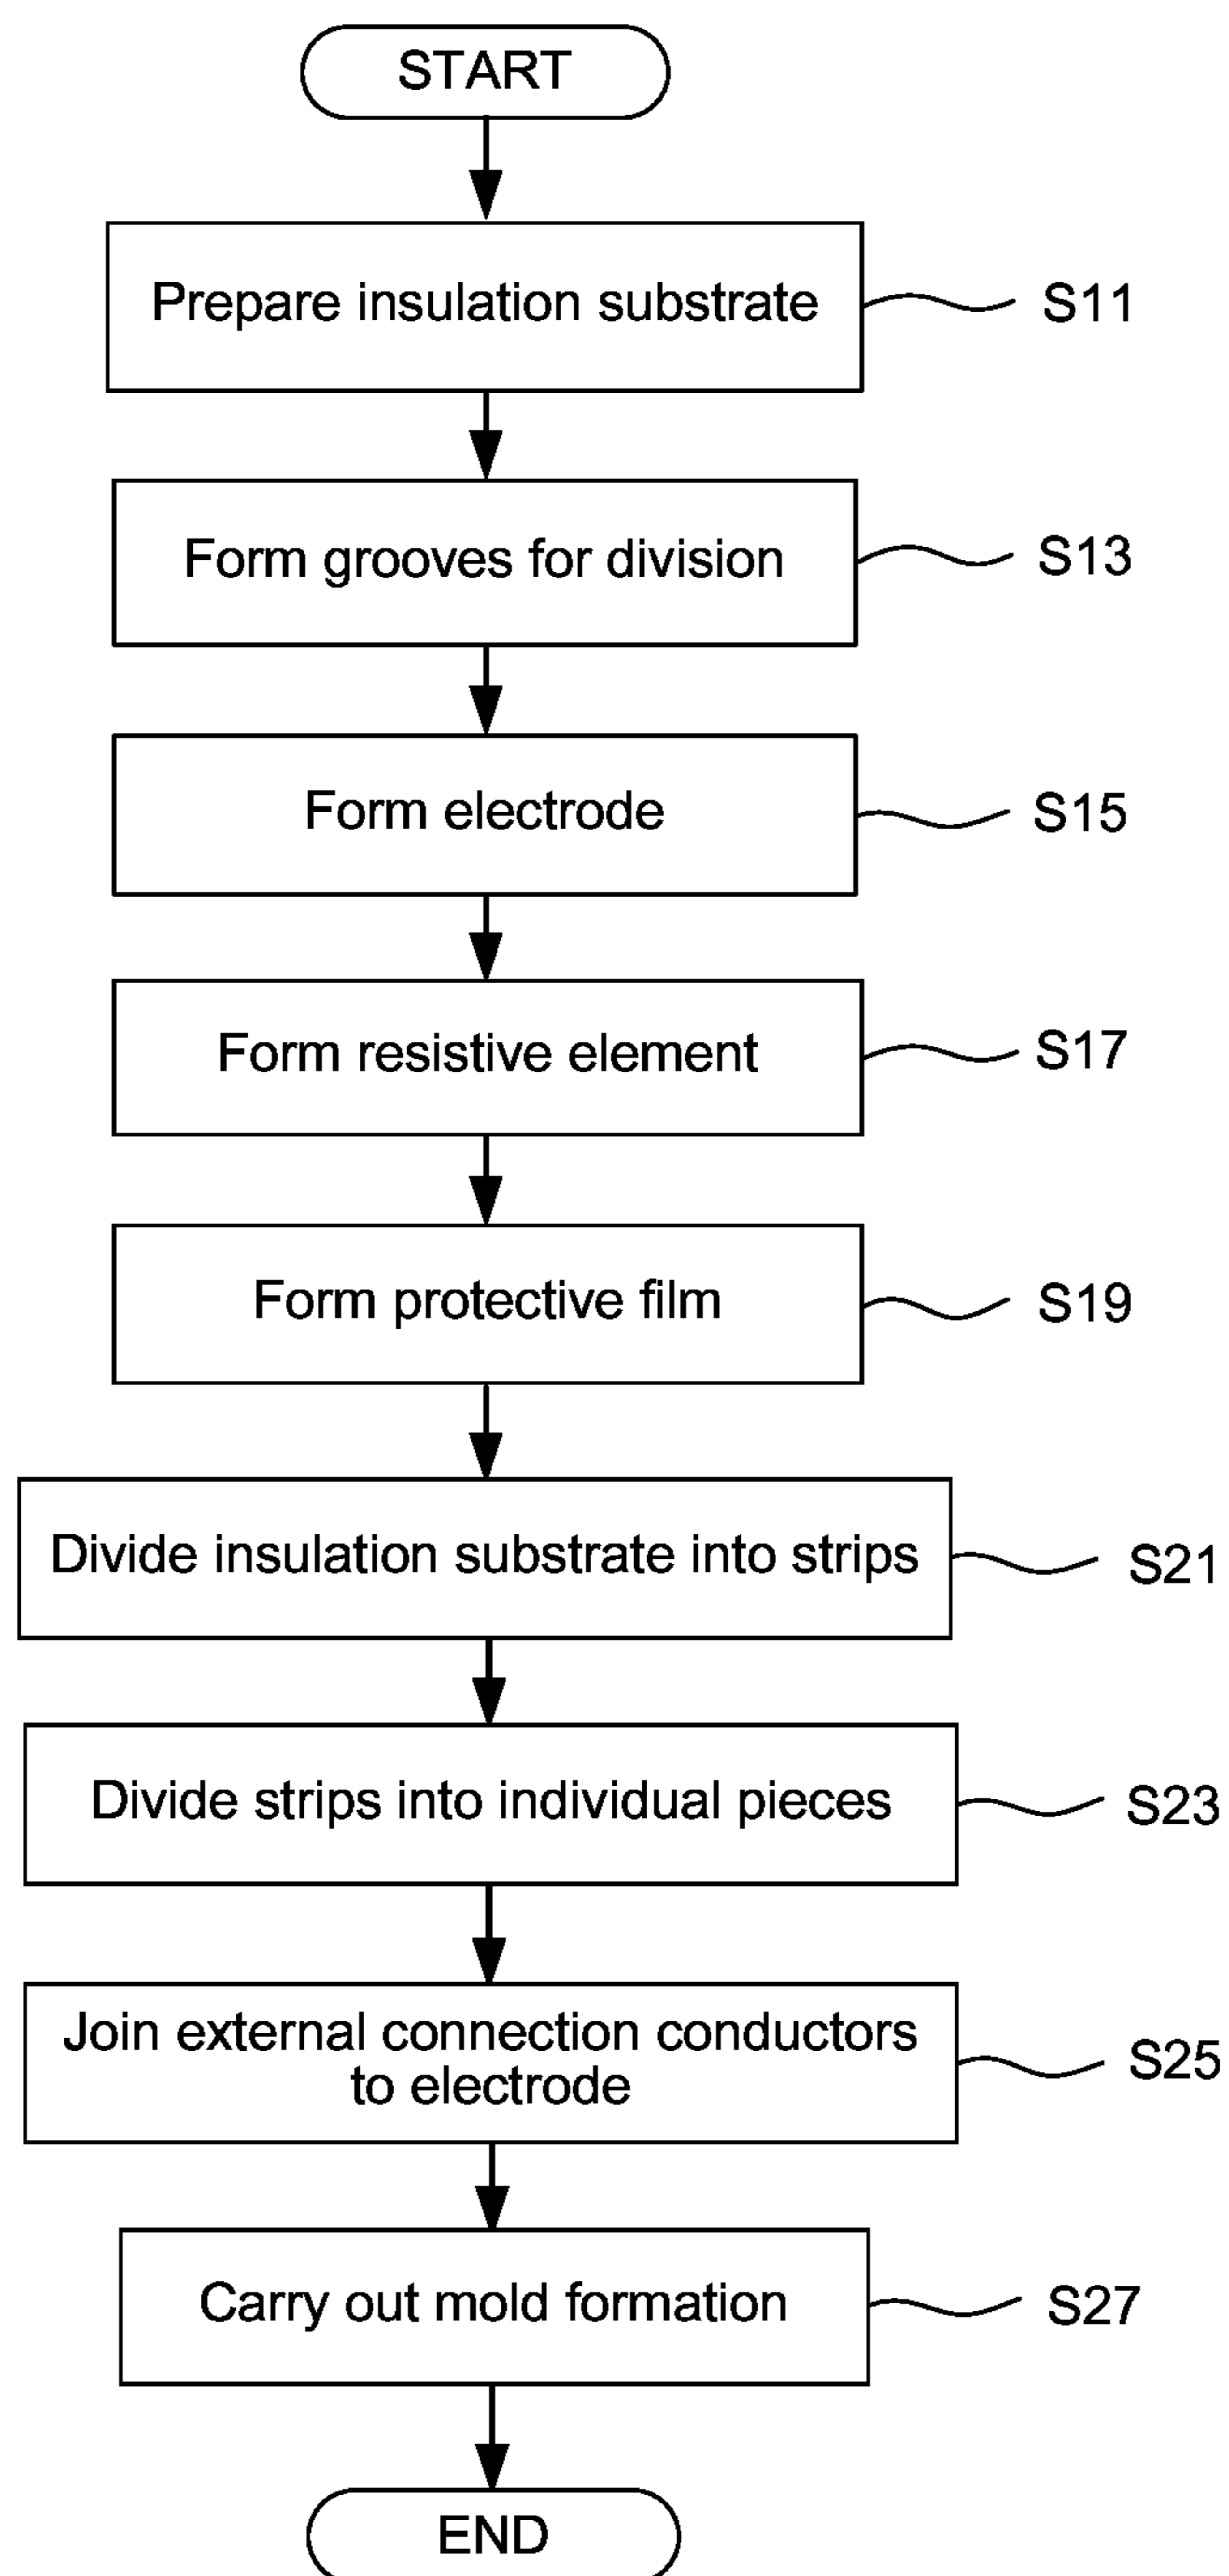 START
Prepare insulation substrate
S11
Form grooves for division
S13
Form electrode
S15
Form resistive element
S17
Form protective film
S19
Divide insulation substrate into strips
S21
Divide strips into individual pieces
S23
Join external connection conductors
to electrode
S25
Carry out mold formation
S27
END